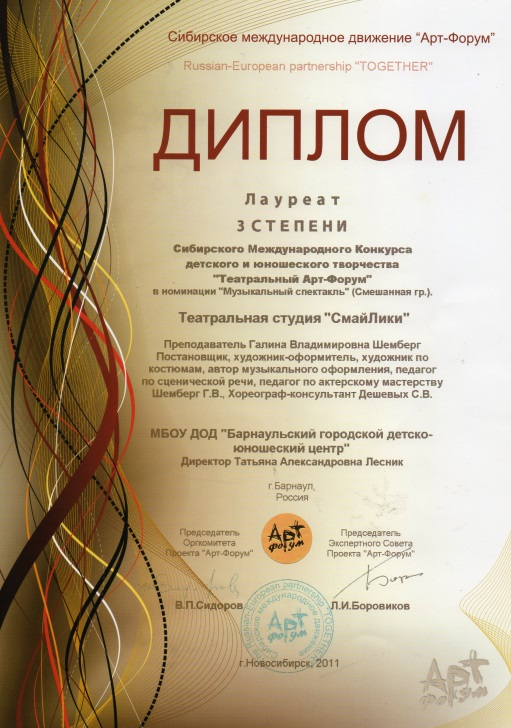 Сибирское международное движение "Арт-Форум"
Russian-European partnership "TOGETHER"
ДИПЛОМ
Лауреат
3 СТЕПЕНИ
Сибирского Международного Конкурса
детского и юношеского творчества
"Театральный Арт-Форум"
в номинации "Музыкальный спектакль" (Смешанная гр.).
Театральная студия "СмайЛики"
Преподаватель Галина Владимировна Шемберг
Постановщик, художник-оформитель, художник по
костюмам, автор музыкального оформления, педагог
по сценической речи, педагог по актерскому мастерству
Шемберг Г.В., Хореограф-консультант Дешевых С.В.
МБОУ ДОД "Барнаульский городской детско-
юношеский центр"
Директор Татьяна Александровна Лесник
г.Барнаул,
Россия
Председатель
Оргкомитета
Проекта "Арт-Форум"
Арт
форум
Председатель
Экспертного Совета
Проекта "Арт-Форум"
В.П.Сидоров
Л.И.Боровиков
Russian-European partnership "TOGETHER"
Сибирское международное движение
Арт
форум
г.Новосибирск, 2011
Арт
форум